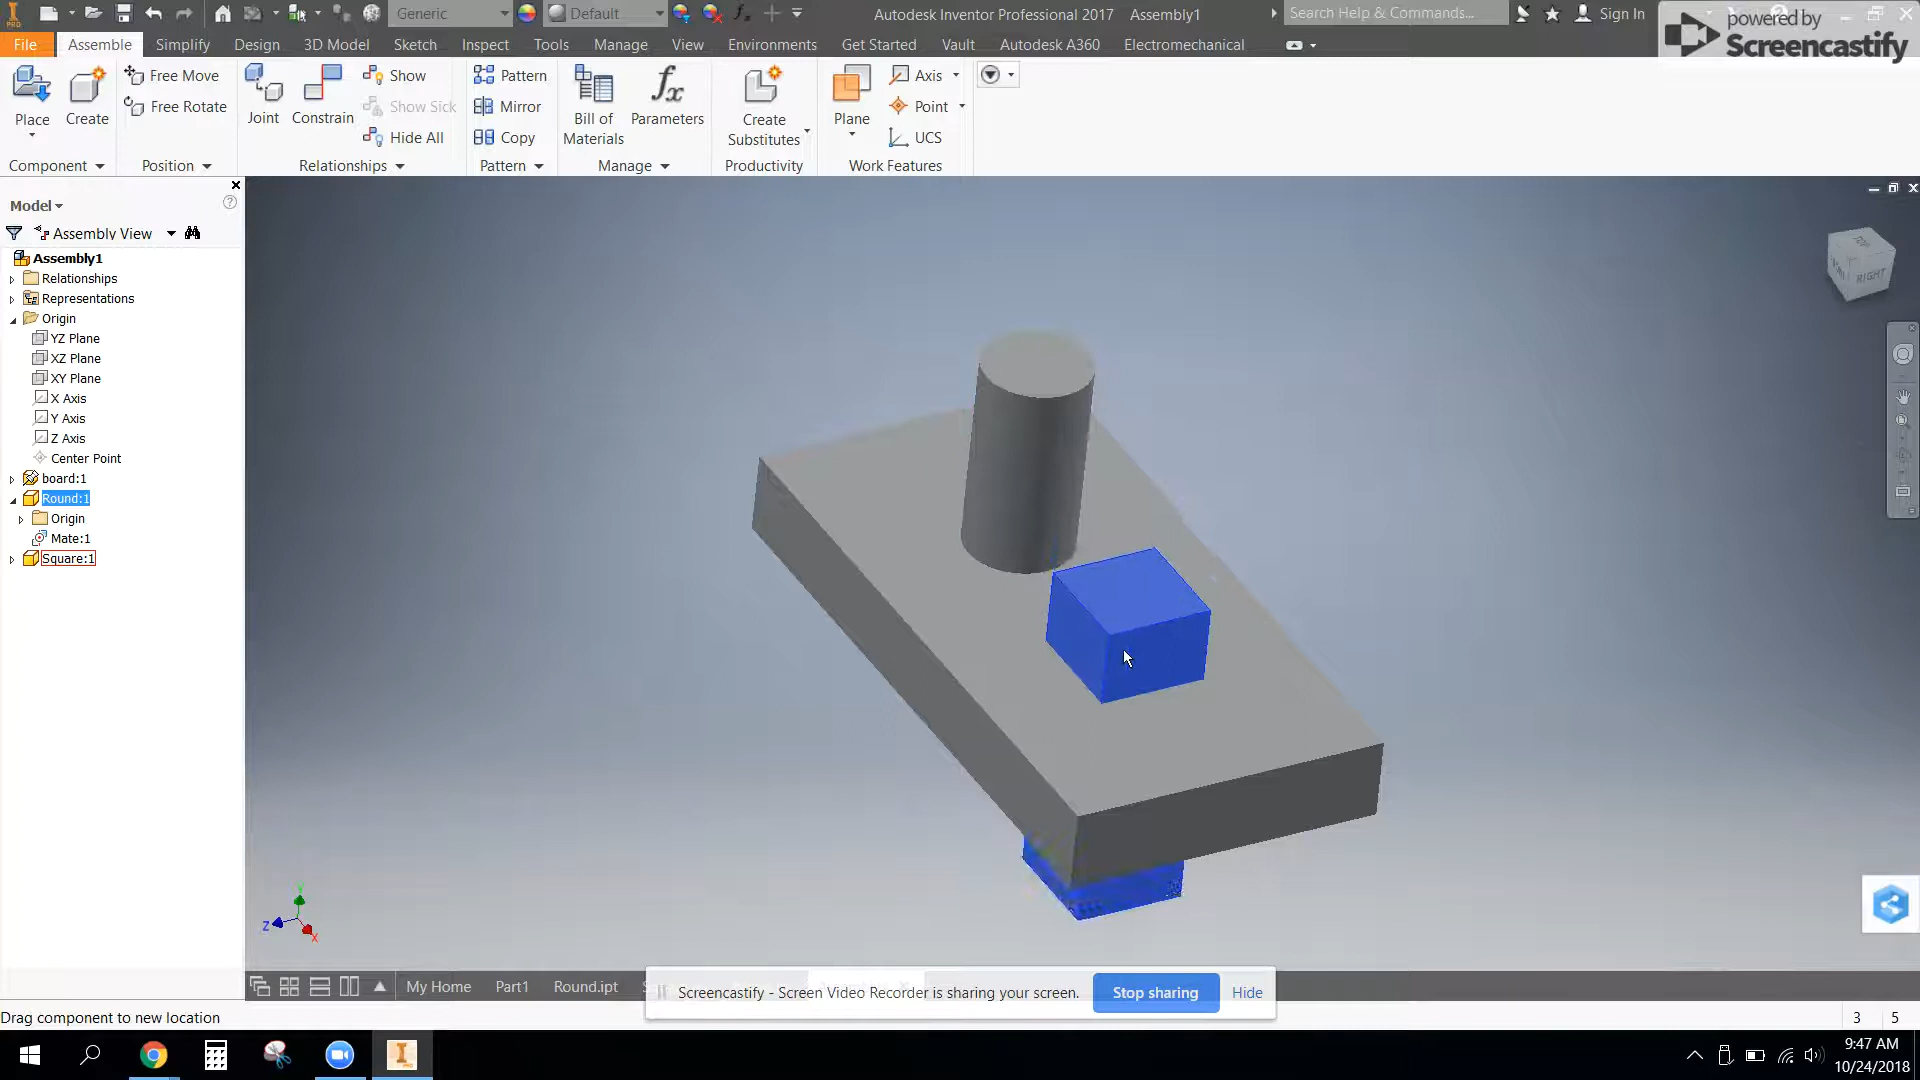 Generic
Default
Autodesk Inventor Professional 2017 Assembly1
Search Help & Commands...
Sign In
powered by
Screencastify
File Assemble Simplify Design 3D Model Sketch Inspect Tools Manage View Environments Get Started Vault Autodesk A360 Electromechanical
Place
Create
Free Move
Free Rotate
Joint
Constrain
Show
Show Sick
Hide All
Pattern
Mirror
Copy
Bill of
Materials
Parameters
Create
Substitutes
Plane
Axis
Point
UCS
Component Position Relationships Pattern Manage Productivity Work Features
Model
Assembly View
Assembly1
Relationships
Representations
Origin
YZ Plane
XZ Plane
XY Plane
X Axis
Y Axis
Z Axis
Center Point
board:1
Round:1
Origin
Mate:1
Square:1
TOP
RIGHT
Y
Z
X
My Home Part1 Round.ipt
Screencastify - Screen Video Recorder is sharing your screen.
Stop sharing
Hide
Drag component to new location
3 5
9:47 AM
10/24/2018